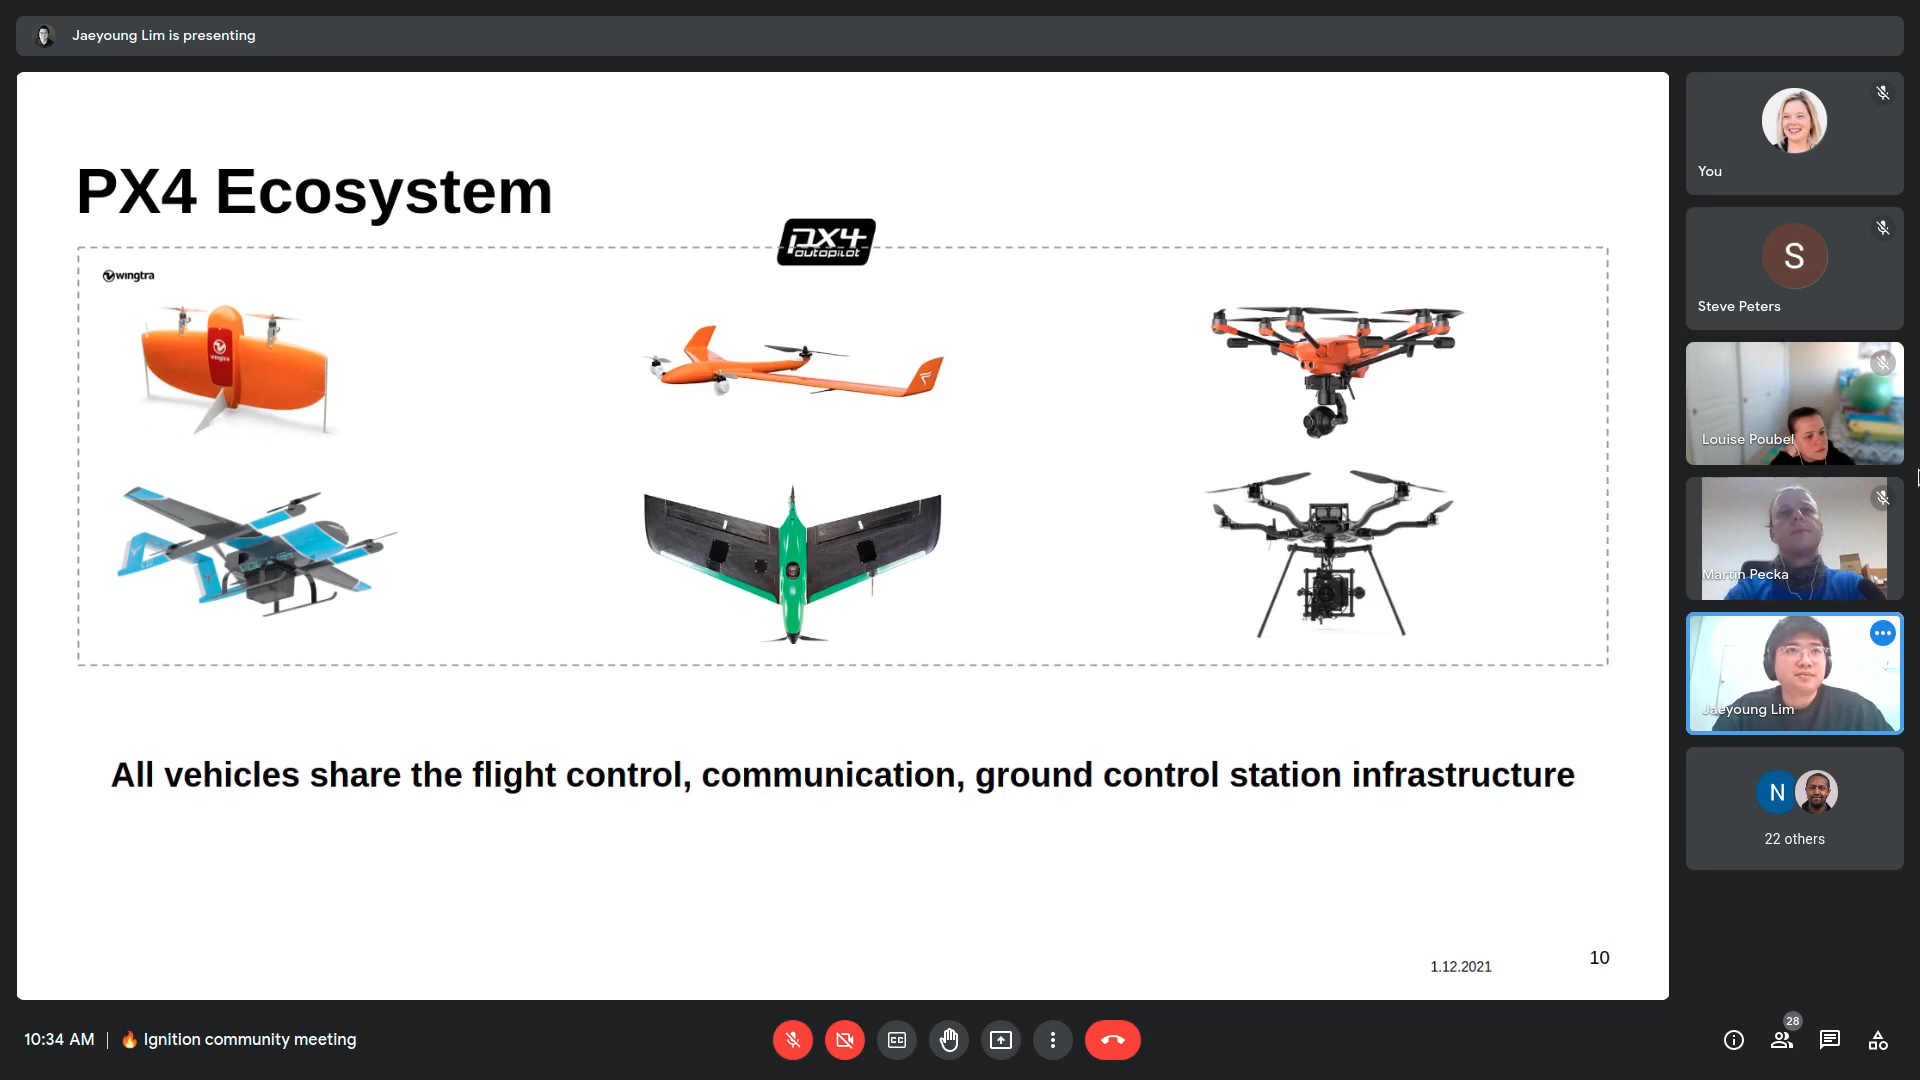 Jaeyoung Lim is presenting
PX4 Ecosystem
px4
autopilot
wingtra
wingtra
All vehicles share the flight control, communication, ground control station infrastructure
1.12.2021
10
You
S
Steve Peters
Louise Poubel
Martin Pecka
Jaeyoung Lim
N
22 others
10:34 AM
Ignition community meeting
CC
28